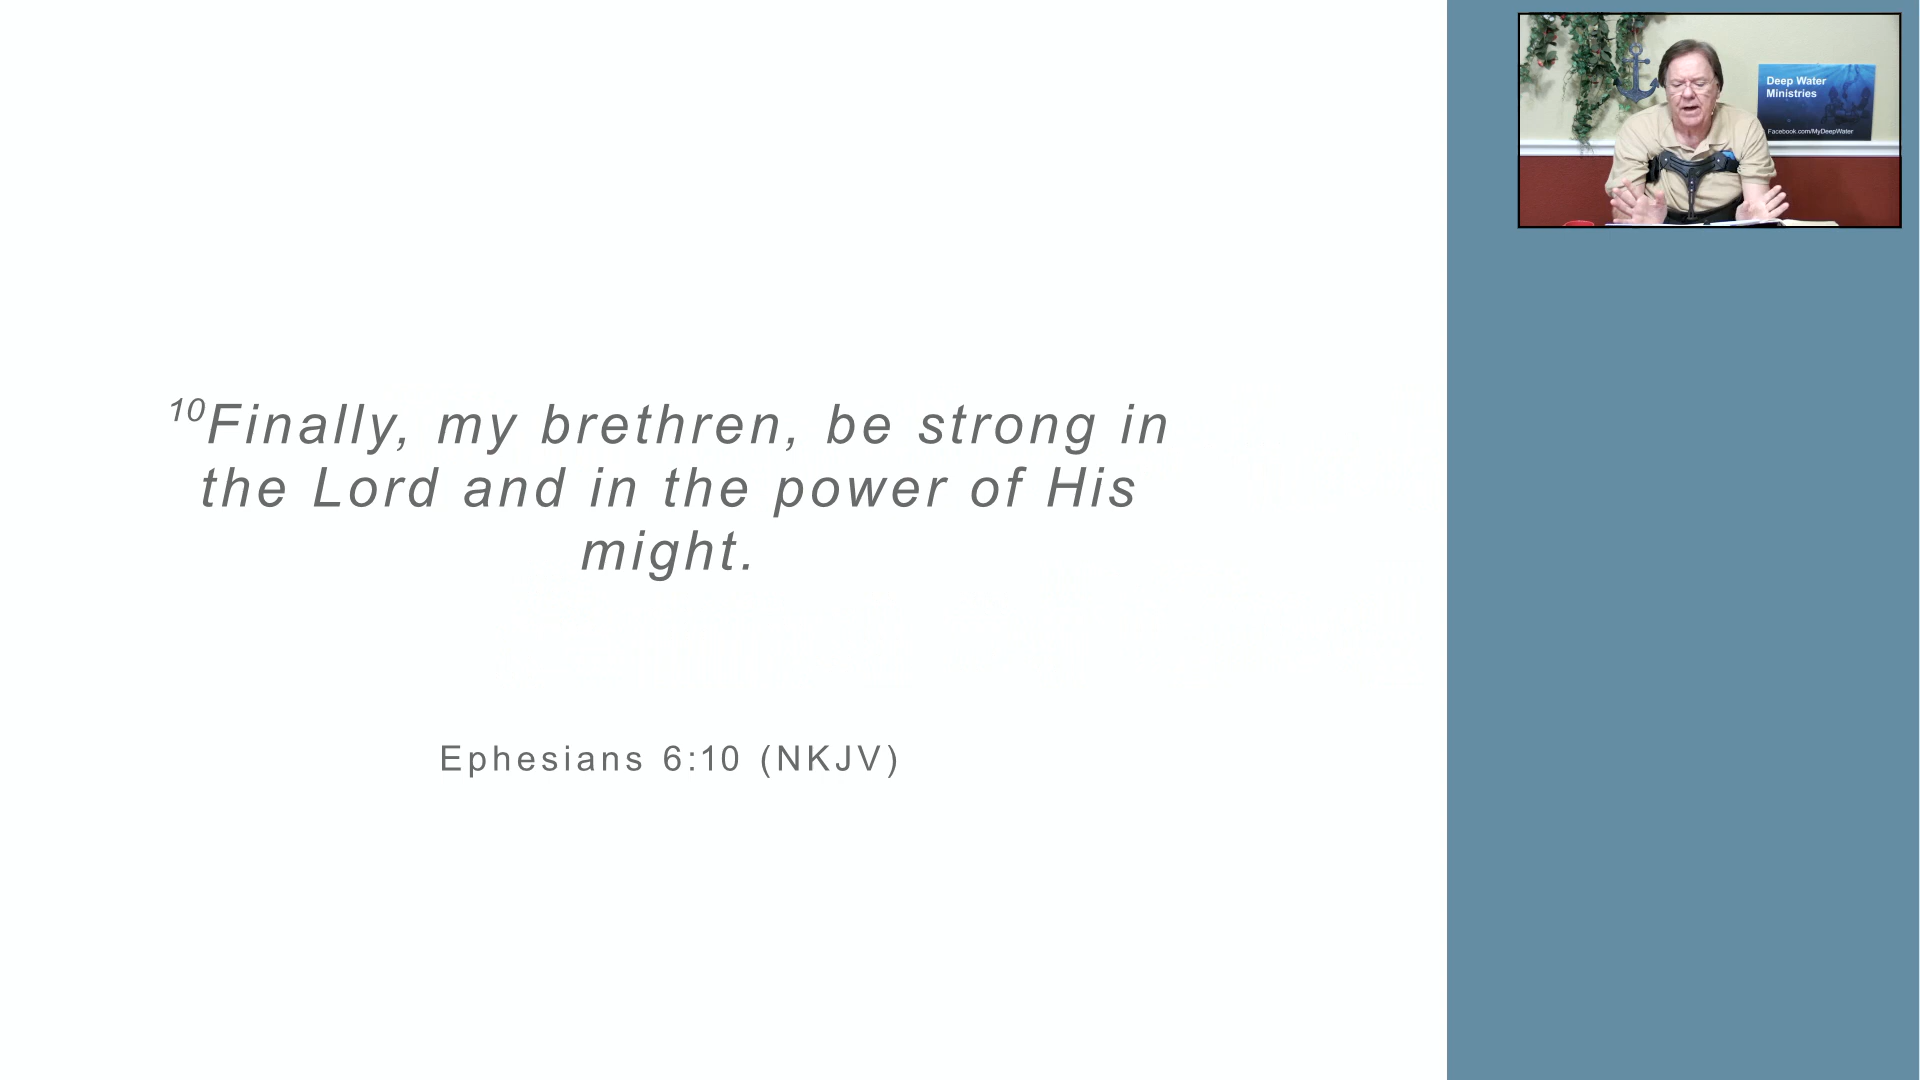 10Finally, my brethren, be strong in
the Lord and in the power of His
might.
Ephesians 6:10 (NKJV)
Deep Water
Ministries
Facebook.com/MyDeepWater